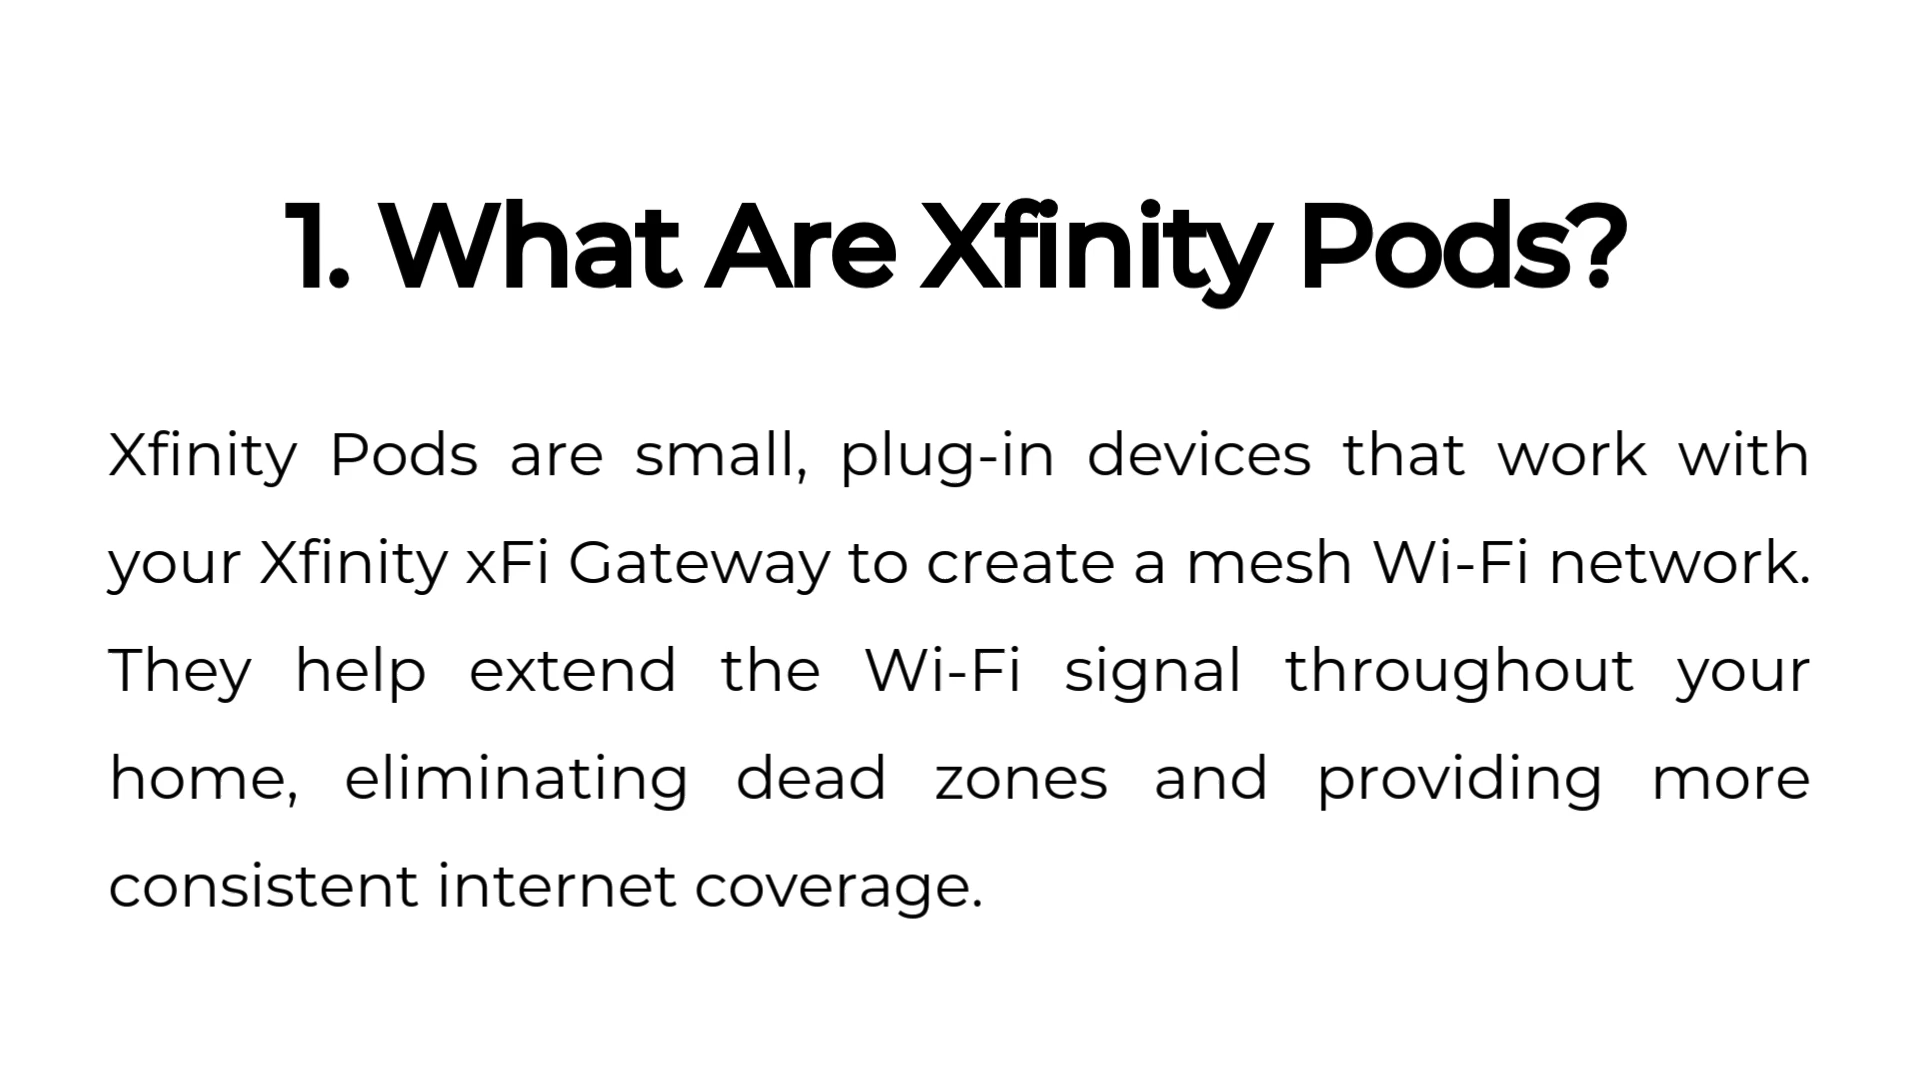 1. What Are Xfinity Pods?
Xfinity Pods are small, plug-in devices that work with
your Xfinity xFi Gateway to create a mesh Wi-Fi network.
They help extend the Wi-Fi signal throughout your
home, eliminating dead zones and providing more
consistent internet coverage.